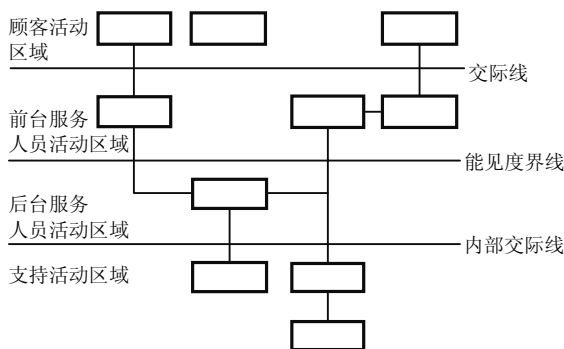 顾客活动
区域
交际线
前台服务
人员活动区域
能见度界线
后台服务
人员活动区域
内部交际线
支持活动区域